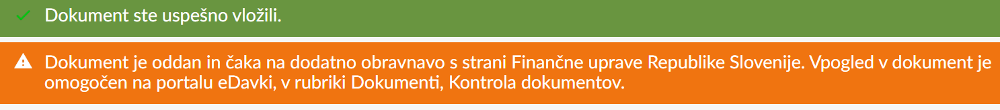 Dokument ste uspešno vložili.
Dokument je oddan in čaka na dodatno obravnavo s strani Finančne uprave Republike Slovenije. Vpogled v dokument je
omogočen na portalu eDavki, v rubriki Dokumenti, Kontrola dokumentov.